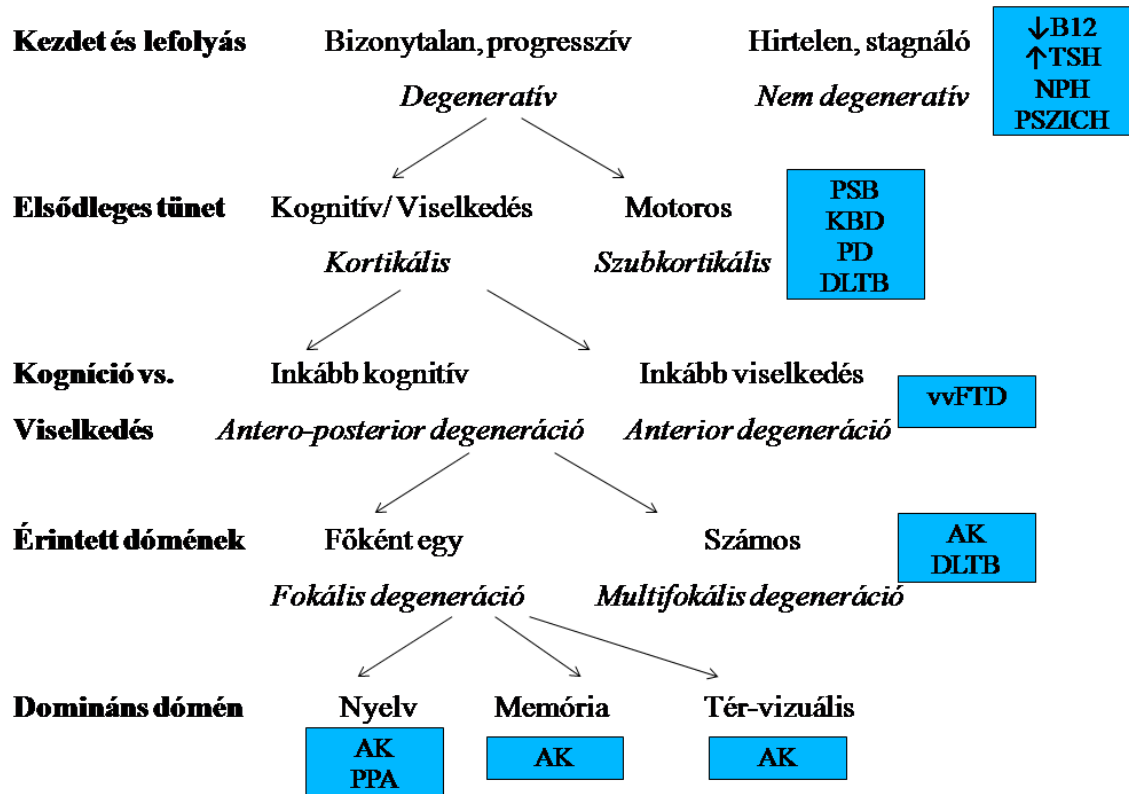 Kezdet és lefolyás Bizonytalan, progresszív Hirtelen, stagnáló
Degeneratív Nem degeneratív
↓B12
↑TSH
NPH
PSZICH
Elsődleges tünet Kognitív/ Viselkedés Motoros
Kortikális Szubkortikális
PSB
KBD
PD
DLTB
Kogníció vs. Inkább kognitív Inkább viselkedés
Viselkedés Antero-posterior degeneráció Anterior degeneráció
vvFTD
Érintett dómének Főként egy Számos
Fokális degeneráció Multifokális degeneráció
AK
DLTB
Domináns dómén Nyelv Memória Tér-vizuális
AK
PPA
AK
AK